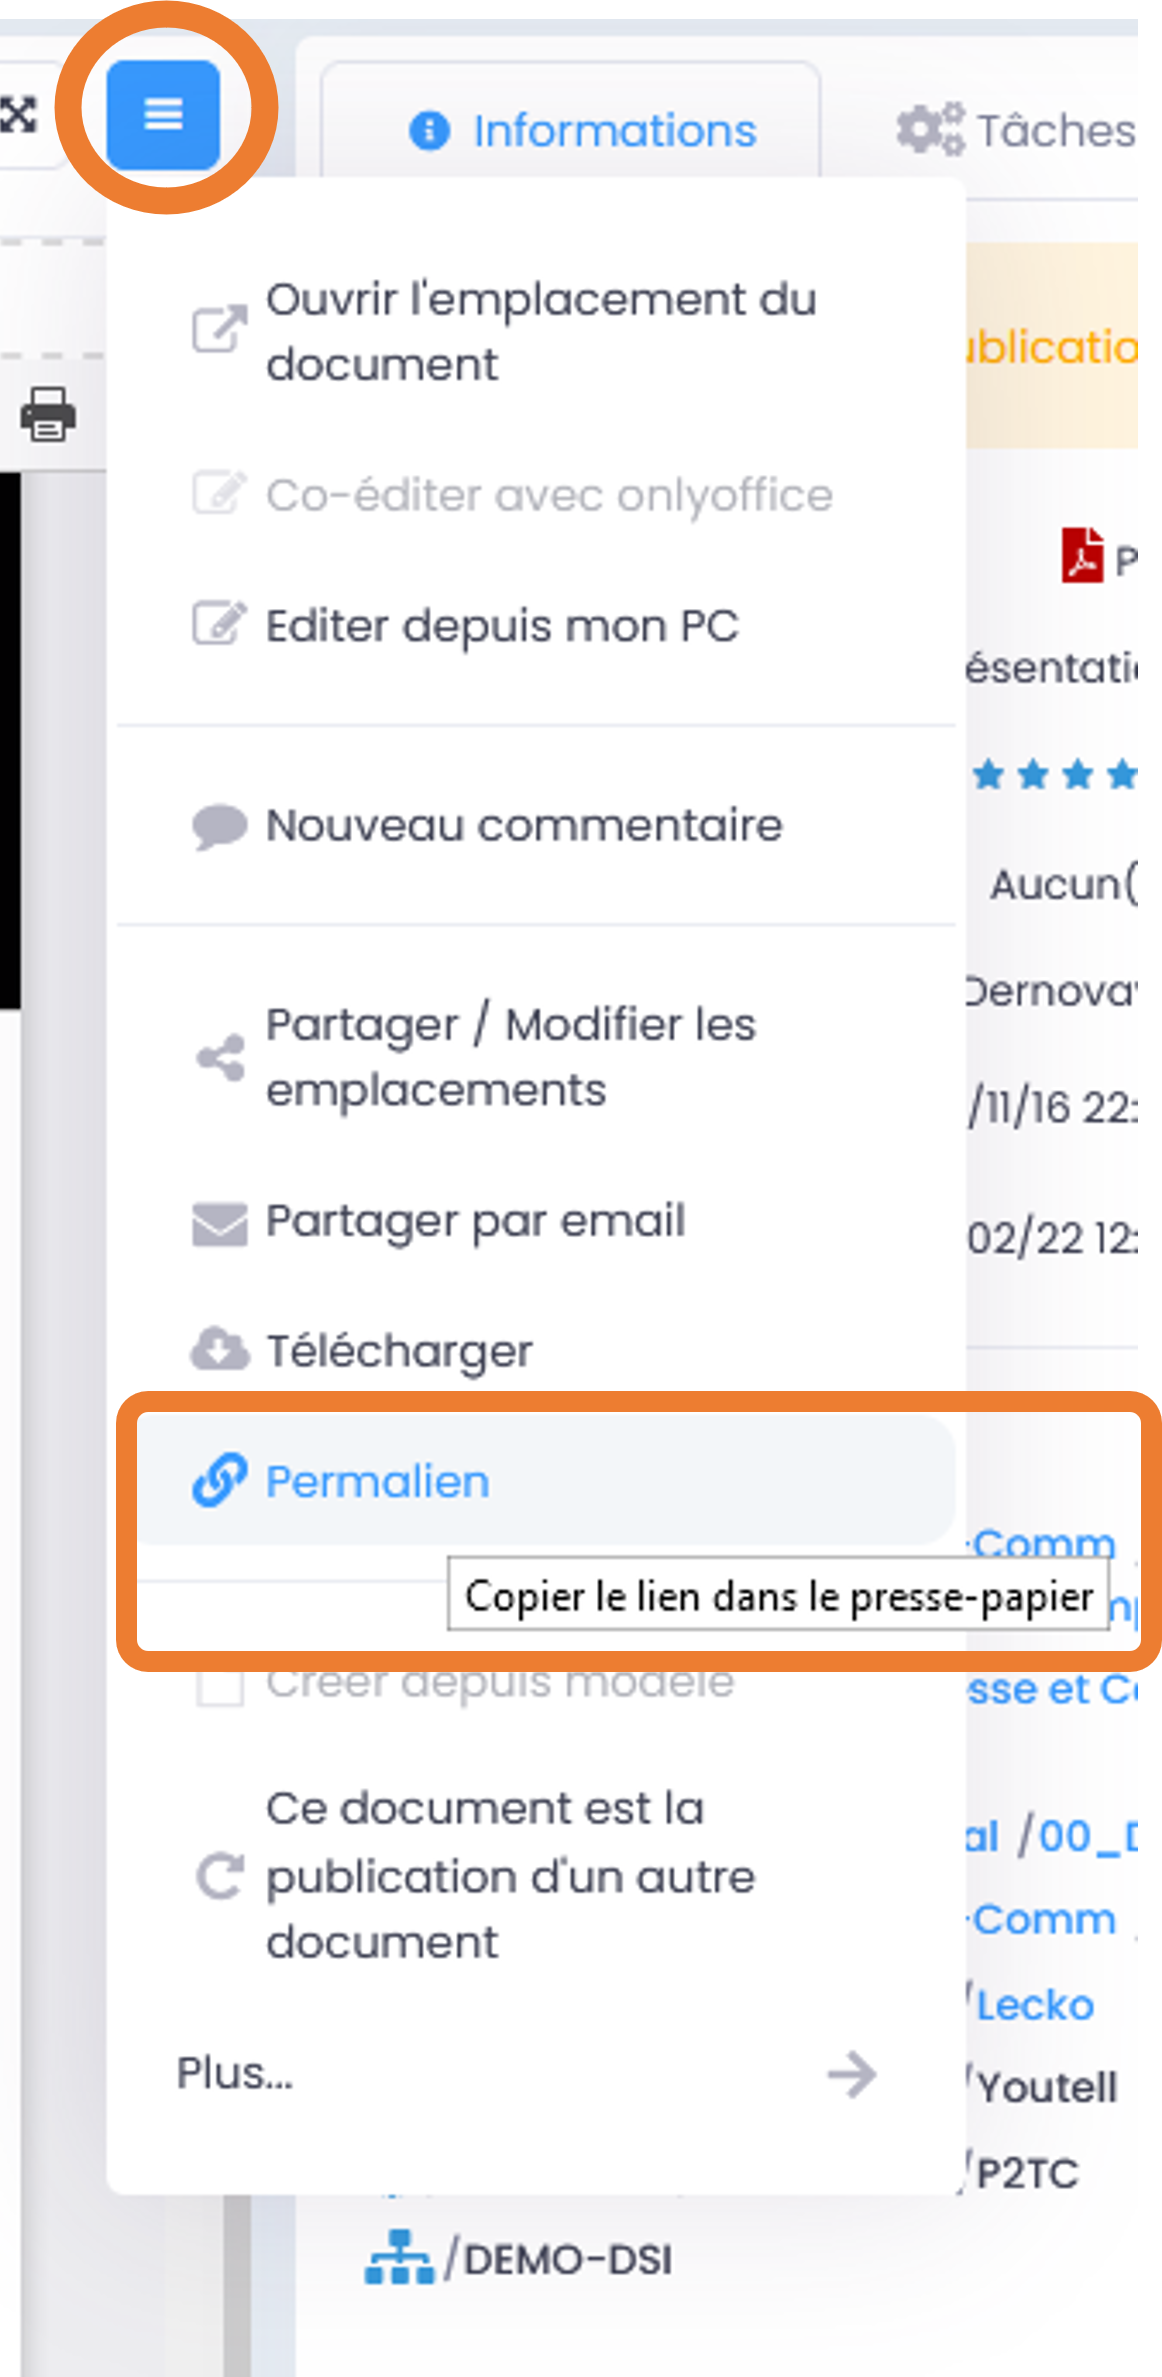 Informations
Tâches
Ouvrir l'emplacement du
document
ublicatio
Co-éditer avec onlyoffice
P
Editer depuis mon PC
ésentati
Nouveau commentaire
Aucun(
Dernova
Partager / Modifier les
emplacements
/11/16 22:
Partager par email
02/22 12:
Télécharger
Permalien
-Comm
Copier le lien dans le presse-papier
Créer depuis modèle
sse et C
Ce document est la
publication d'un autre
document
al /00_D
-Comm
/Lecko
Plus...
/Youtell
/P2TC
/DEMO-DSI